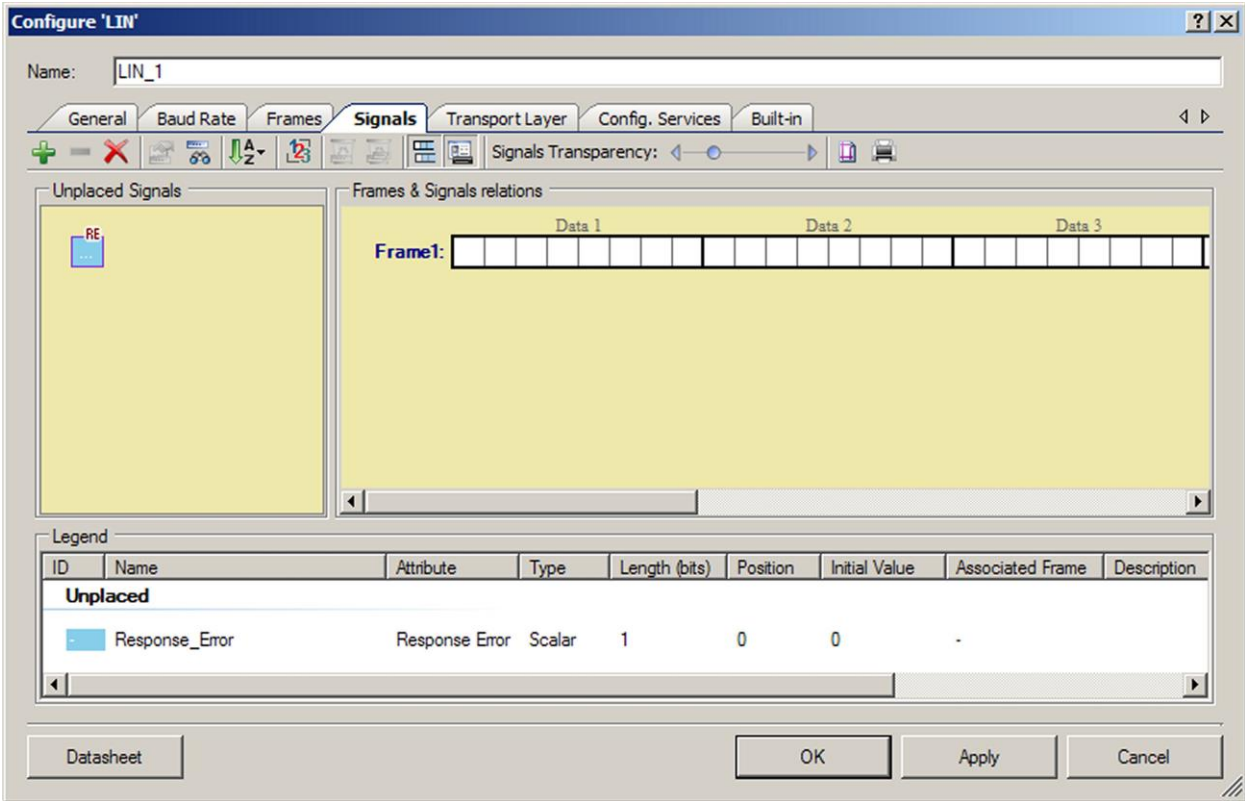 Configure 'LIN'
Name: LIN_1
General Baud Rate Frames Signals Transport Layer Config. Services Built-in
Signals Transparency:
Unplaced Signals
Frames & Signals relations
RE
...
Data 1 Data 2 Data 3
Frame1:
Legend
ID Name Attribute Type Length (bits) Position Initial Value Associated Frame Description
Unplaced
- Response_Error Response Error Scalar 1 0 0 -
Datasheet OK Apply Cancel